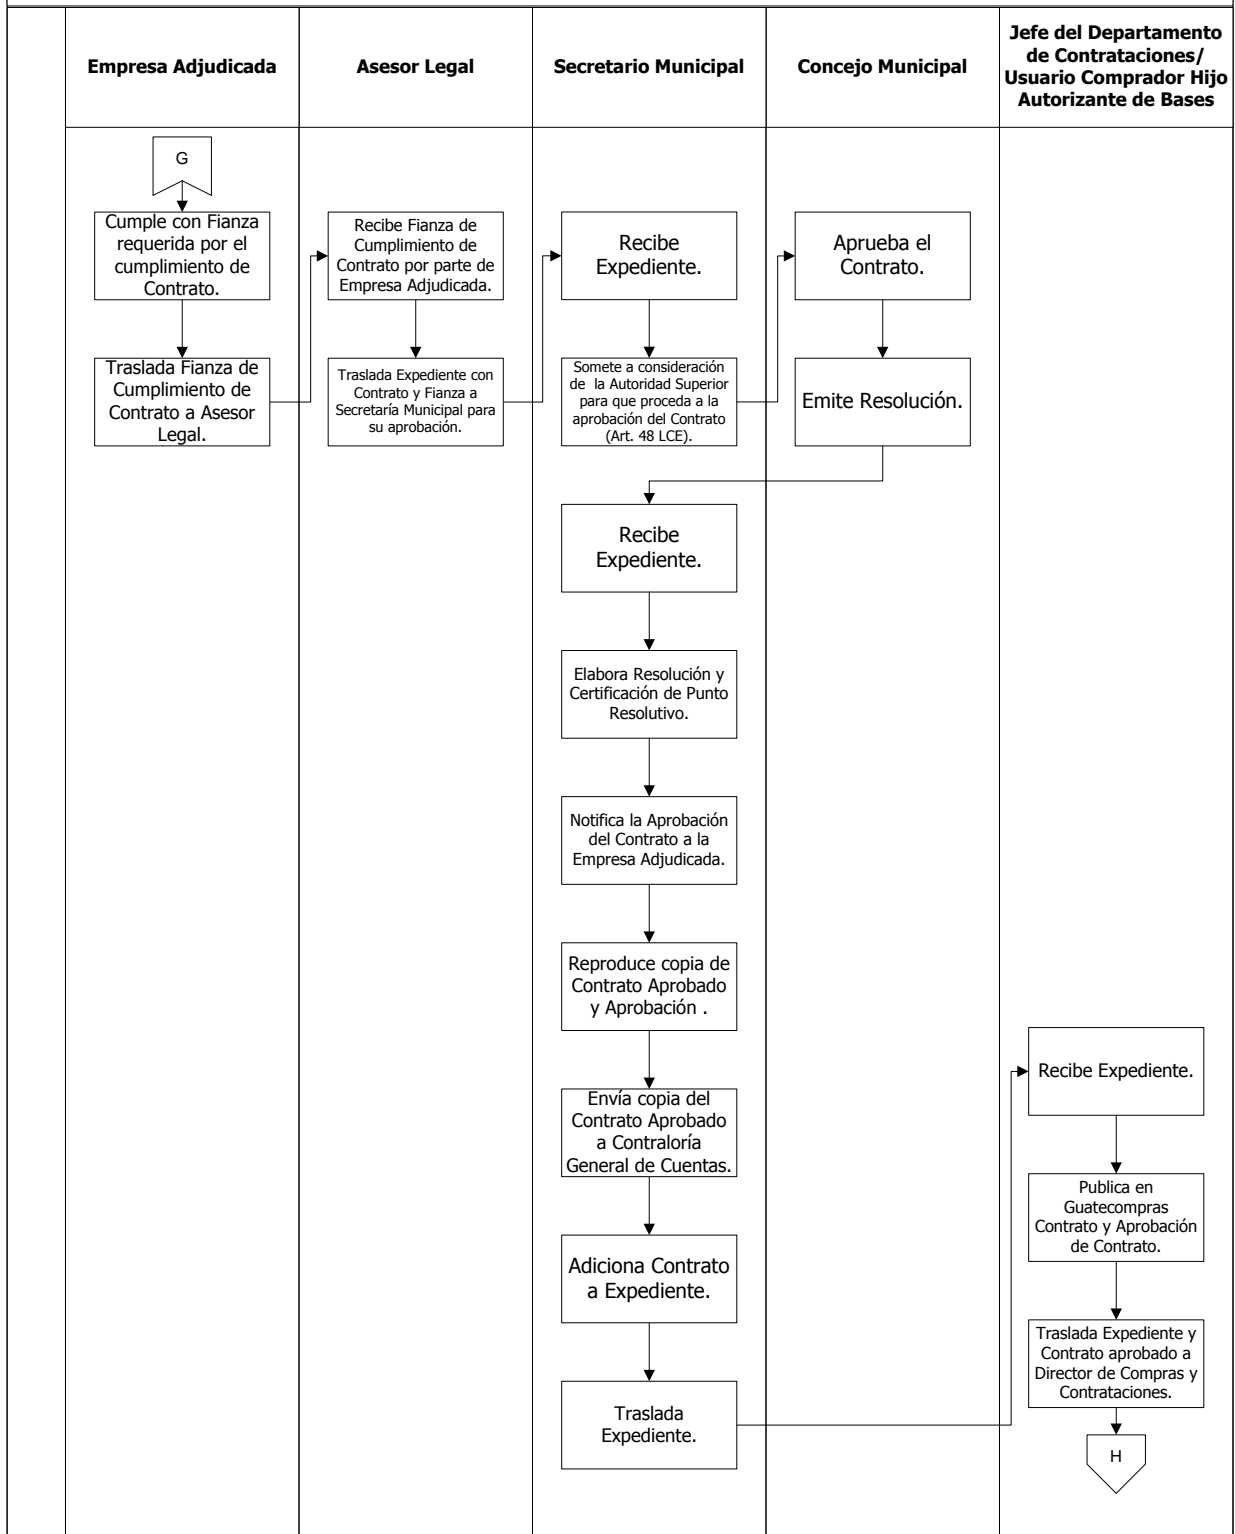 Empresa Adjudicada
Asesor Legal
Secretario Municipal
Concejo Municipal
Jefe del Departamento
de Contrataciones/
Usuario Comprador Hijo
Autorizante de Bases
G
Cumple con Fianza
requerida por el
cumplimiento de
Contrato.
Traslada Fianza de
Cumplimiento de
Contrato a Asesor
Legal.
Recibe Fianza de
Cumplimiento de
Contrato por parte de
Empresa Adjudicada.
Traslada Expediente con
Contrato y Fianza a
Secretaría Municipal para
su aprobación.
Recibe
Expediente.
Somete a consideración
de la Autoridad Superior
para que proceda a la
aprobación del Contrato
(Art. 48 LCE).
Aprueba el
Contrato.
Emite Resolución.
Recibe
Expediente.
Elabora Resolución y
Certificación de Punto
Resolutivo.
Notifica la Aprobación
del Contrato a la
Empresa Adjudicada.
Reproduce copia de
Contrato Aprobado
y Aprobación .
Envía copia del
Contrato Aprobado
a Contraloría
General de Cuentas.
Adiciona Contrato
a Expediente.
Traslada
Expediente.
Recibe Expediente.
Publica en
Guatecompras
Contrato y Aprobación
de Contrato.
Traslada Expediente y
Contrato aprobado a
Director de Compras y
Contrataciones.
H